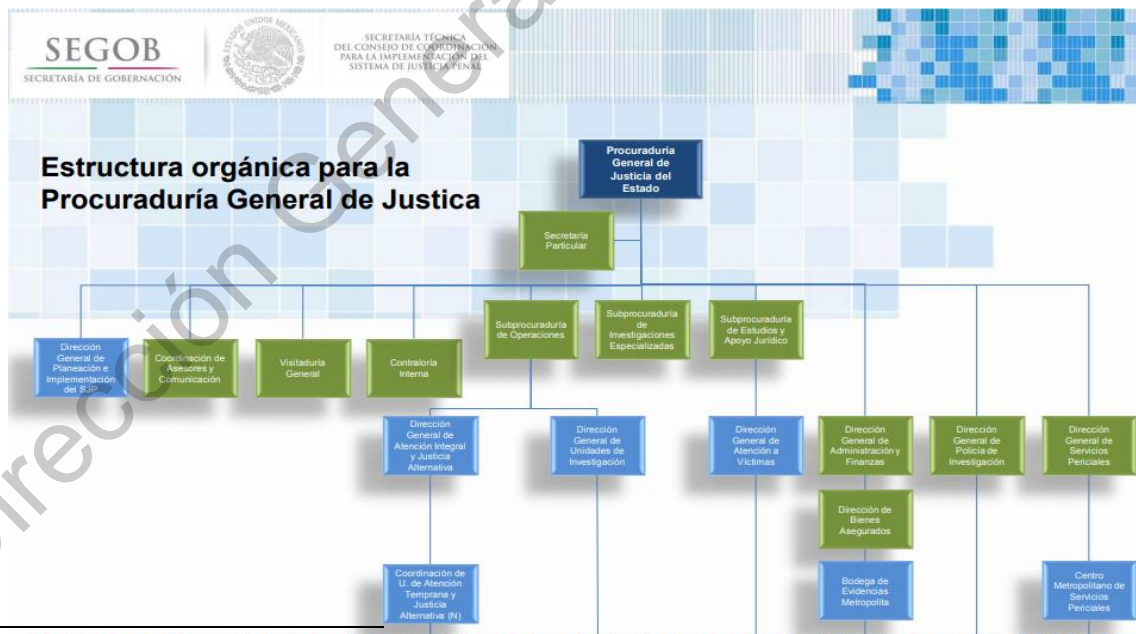 SEGOB
SECRETARÍA DE GOBERNACIÓN
ESTADOS UNIDOS MEXICANOS
SECRETARÍA TÉCNICA
DEL CONSEJO DE COORDINACIÓN
PARA LA IMPLEMENTACIÓN DEL
SISTEMA DE JUSTICIA PENAL
Dirección General
Estructura orgánica para la
Procuraduría General de Justica
Procuraduría
General de
Justicia del
Estado
Secretaría
Particular
Dirección
General de
Planeación e
Implementación
del SJP
Coordinación de
Asesores y
Comunicación
Visitaduría
General
Contraloría
Interna
Subprocuraduría
de Operaciones
Subprocuraduría
de
Investigaciones
Especializadas
Subprocuraduría
de Estudios y
Apoyo Jurídico
Dirección
General de
Atención Integral
y Justicia
Alternativa
Dirección
General de
Unidades de
Investigación
Dirección
General de
Atención a
Víctimas
Dirección
General de
Administración y
Finanzas
Dirección
General de
Policía de
Investigación
Dirección
General de
Servicios
Periciales
Dirección de
Bienes
Asegurados
Coordinación de
U. de Atención
Temprana y
Justicia
Alternativa (N)
Bodega de
Evidencias
Metropolita
Centro
Metropolitano de
Servicios
Periciales